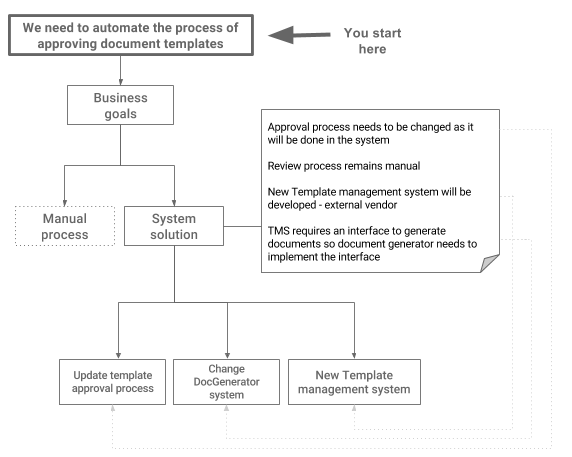 We need to automate the process of
approving document templates
You start
here
Business
goals
Approval process needs to be changed as it
will be done in the system
Review process remains manual
New Template management system will be
developed - external vendor
TMS requires an interface to generate
documents so document generator needs to
implement the interface
Manual
process
System
solution
Update template
approval process
Change
DocGenerator
system
New Template
management system